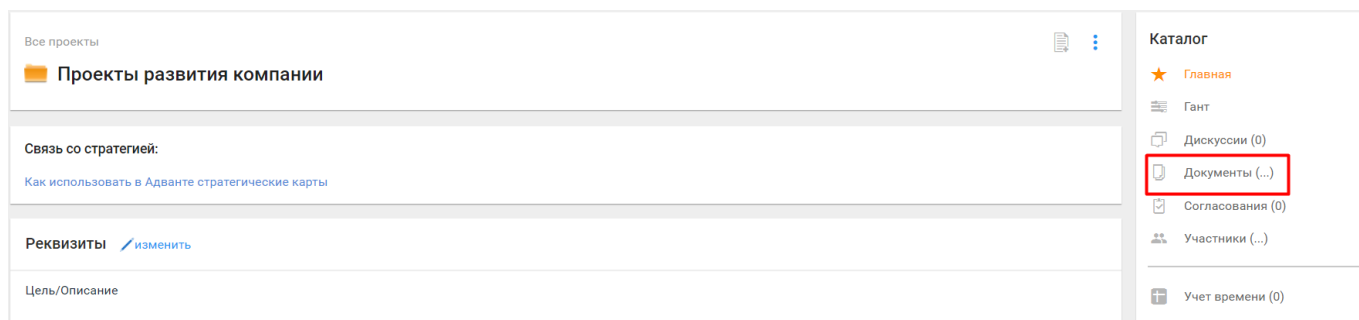 Все проекты
Проекты развития компании
Связь со стратегией:
Как использовать в Адванте стратегические карты
Реквизиты изменить
Цель/Описание
Каталог
Главная
Гант
Дискуссии (0)
Документы (...)
Согласования (0)
Участники (...)
Учет времени (0)